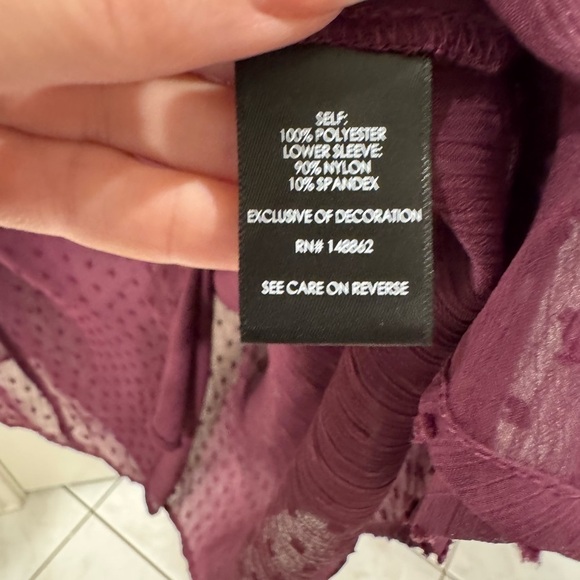 SELF:
100% POLYESTER
LOWER SLEEVE:
90% NYLON
10% SPANDEX
EXCLUSIVE OF DECORATION
RN# 148862
SEE CARE ON REVERSE